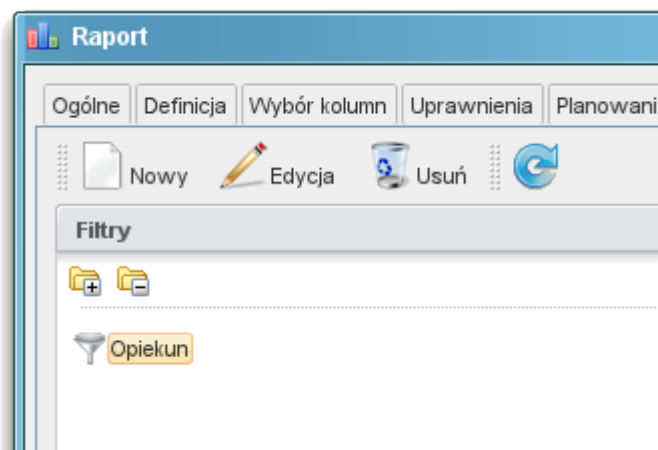 Raport
Ogólne Definicja Wybór kolumn Uprawnienia Planowani
Nowy Edycja Usuń
Filtry
Opiekun